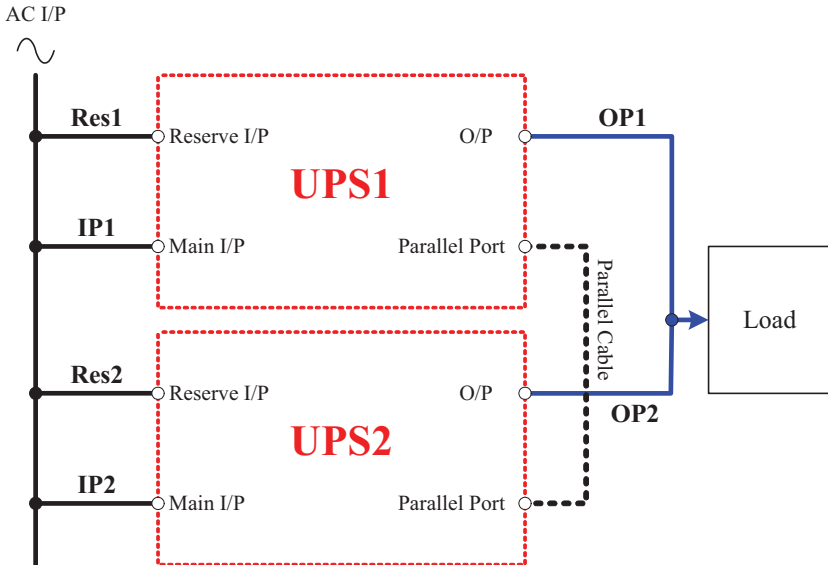 AC I/P
Res1
Reserve I/P
O/P
OP1
UPS1
IP1
Main I/P
Parallel Port
Parallel Cable
Load
Res2
Reserve I/P
O/P
OP2
UPS2
IP2
Main I/P
Parallel Port